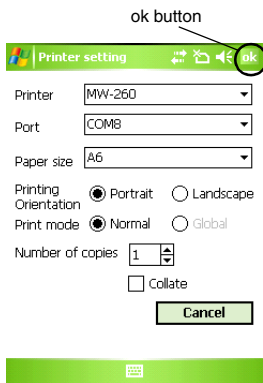 ok button
Printer setting ok
Printer MW-260
Port COM8
Paper size A6
Printing
Orientation Portrait Landscape
Print mode Normal Global
Number of copies 1
Collate
Cancel